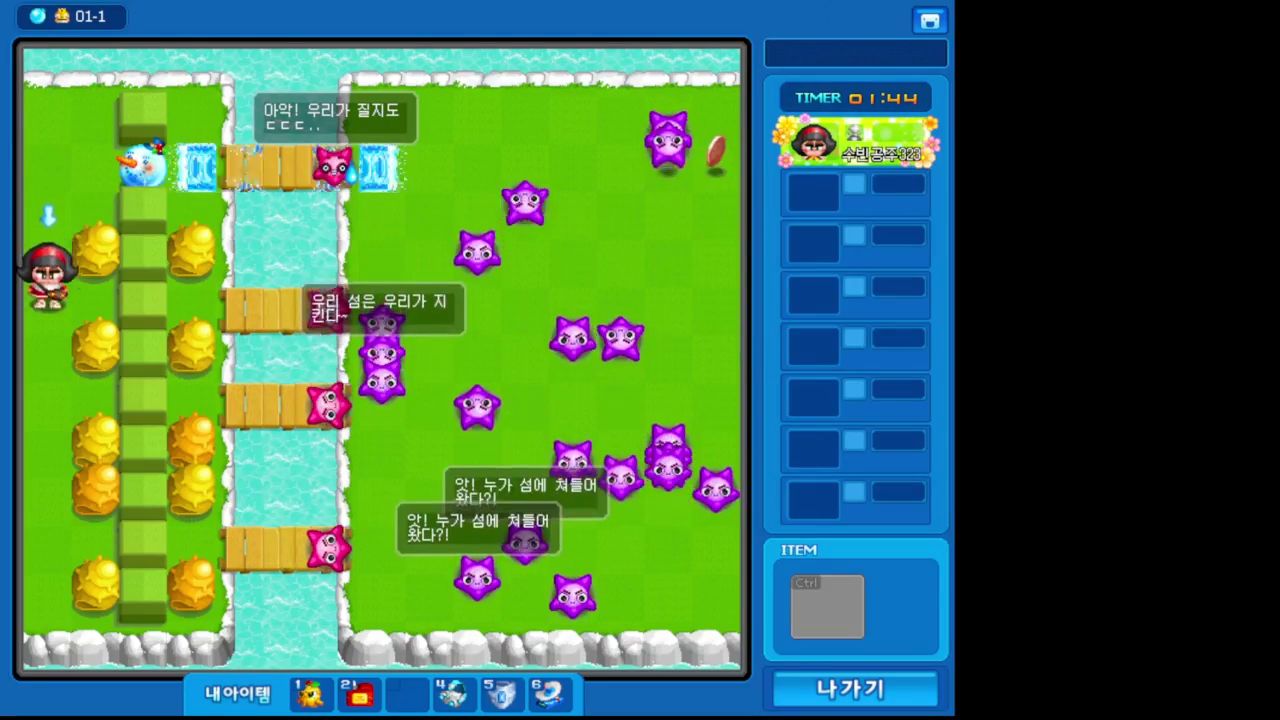 01-1
아악! 우리가 질지도
ㄷㄷㄷ..
우리 섬은 우리가 지
킨다~
앗! 누가 섬에 쳐들어
왔다?!
앗! 누가 섬에 쳐들어
왔다?!
TIMER 01:44
수빈공주323
ITEM
Ctrl
내아이템
1
2
4
5
6
나가기